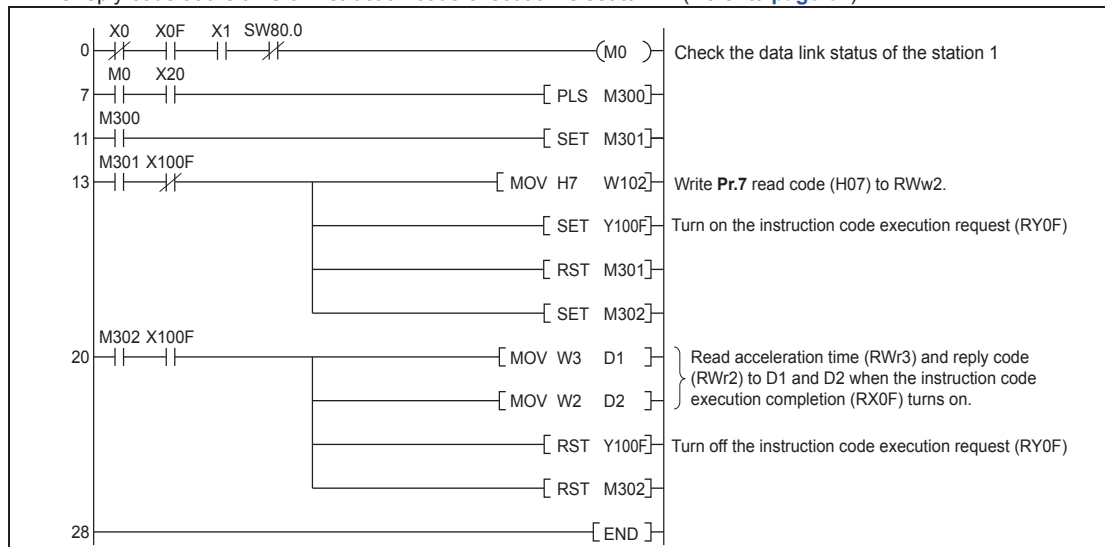 X0 X0F X1 SW80.0
0 M0 Check the data link status of the station 1
M0 X20
7 PLS M300
M300
11 SET M301
M301 X100F
13 MOV H7 W102 Write Pr.7 read code (H07) to RWw2.
SET Y100F Turn on the instruction code execution request (RY0F)
RST M301
SET M302
M302 X100F
20 MOV W3 D1 Read acceleration time (RWr3) and reply code
(RWr2) to D1 and D2 when the instruction code
MOV W2 D2 execution completion (RX0F) turns on.
RST Y100F Turn off the instruction code execution request (RY0F)
RST M302
28 END